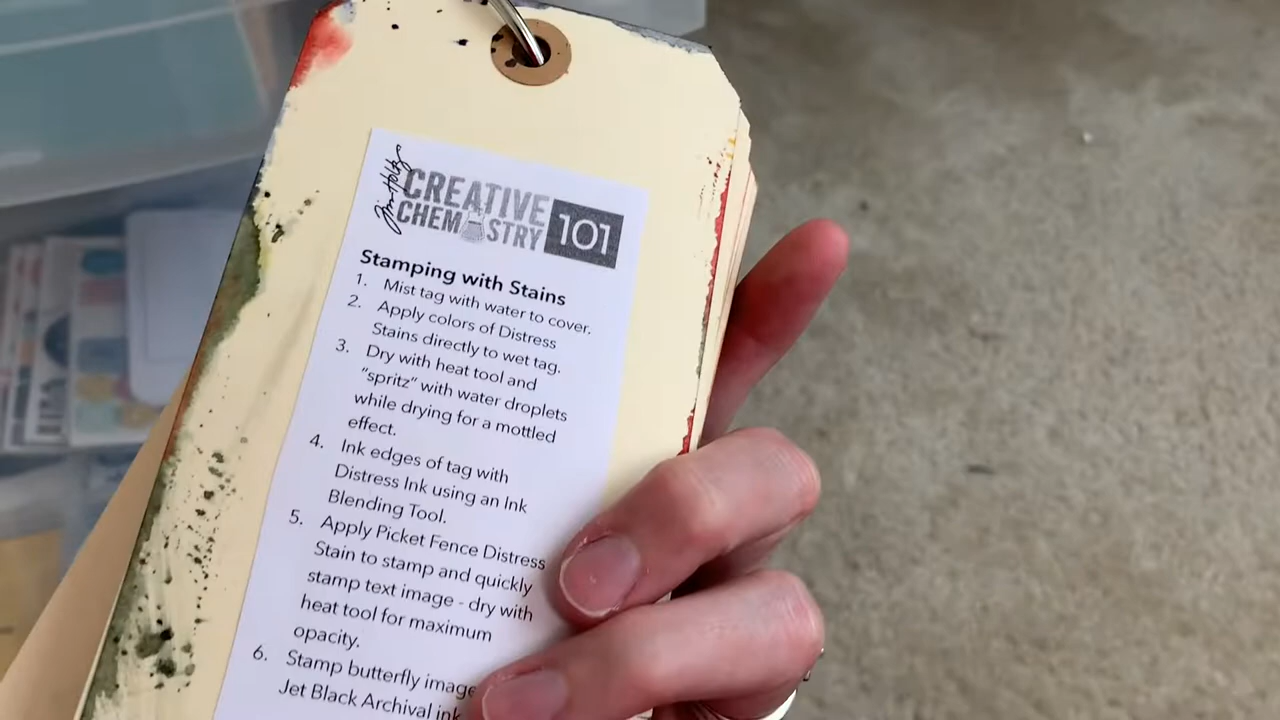 Tim Holtz
CREATIVE
CHEMISTRY 101
Stamping with Stains
1. Mist tag with water to cover.
2. Apply colors of Distress
Stains directly to wet tag.
3. Dry with heat tool and
"spritz" with water droplets
while drying for a mottled
effect.
4. Ink edges of tag with
Distress Ink using an Ink
Blending Tool.
5. Apply Picket Fence Distress
Stain to stamp and quickly
stamp text image - dry with
heat tool for maximum
opacity.
6. Stamp butterfly image
Jet Black Archival ink